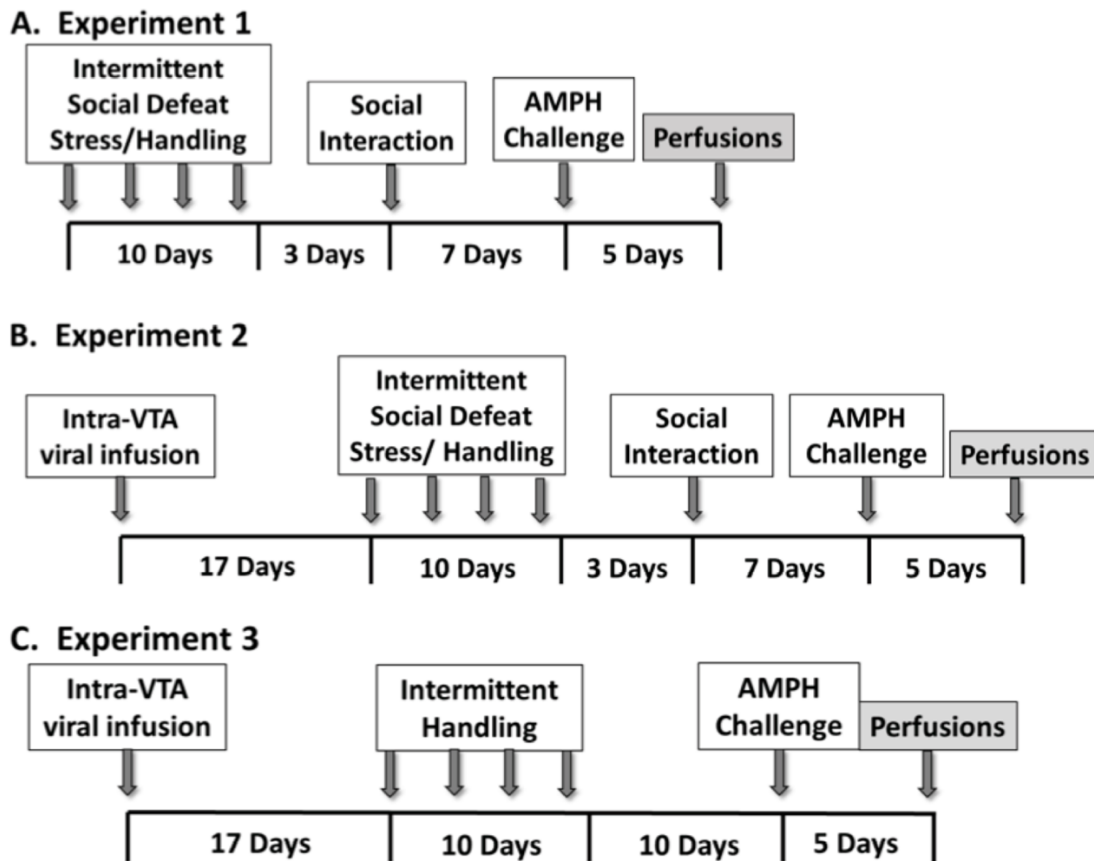 A. Experiment 1
Intermittent
Social Defeat
Stress/Handling
Social
Interaction
AMPH
Challenge
Perfusions
10 Days
3 Days
7 Days
5 Days
B. Experiment 2
Intra-VTA
viral infusion
Intermittent
Social Defeat
Stress/ Handling
Social
Interaction
AMPH
Challenge
Perfusions
17 Days
10 Days
3 Days
7 Days
5 Days
C. Experiment 3
Intra-VTA
viral infusion
Intermittent
Handling
AMPH
Challenge
Perfusions
17 Days
10 Days
10 Days
5 Days